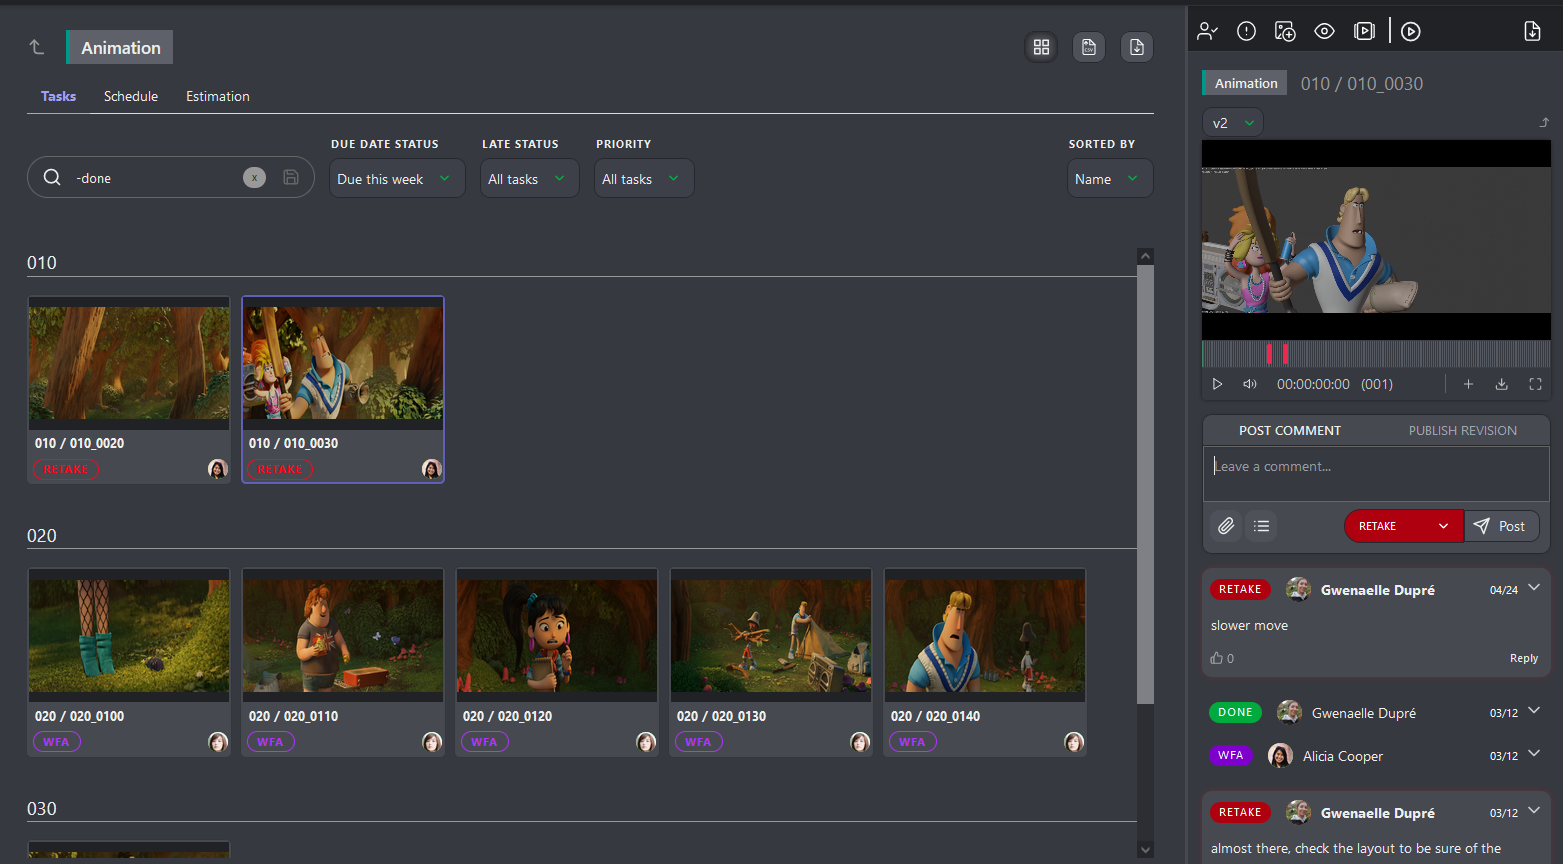 Animation
Tasks
Schedule
Estimation
DUE DATE STATUS
LATE STATUS
PRIORITY
SORTED BY
-done
x
Due this week
All tasks
All tasks
Name
010
010 / 010_0020
RETAKE
010 / 010_0030
RETAKE
020
020 / 020_0100
WFA
020 / 020_0110
WFA
020 / 020_0120
WFA
020 / 020_0130
WFA
020 / 020_0140
WFA
030
Animation
010 / 010_0030
v2
00:00:00:00 (001)
POST COMMENT
PUBLISH REVISION
Leave a comment...
RETAKE
Post
RETAKE Gwenaelle Dupré 04/24
slower move
0
Reply
DONE Gwenaelle Dupré 03/12
WFA Alicia Cooper 03/12
RETAKE Gwenaelle Dupré 03/12
almost there, check the layout to be sure of the